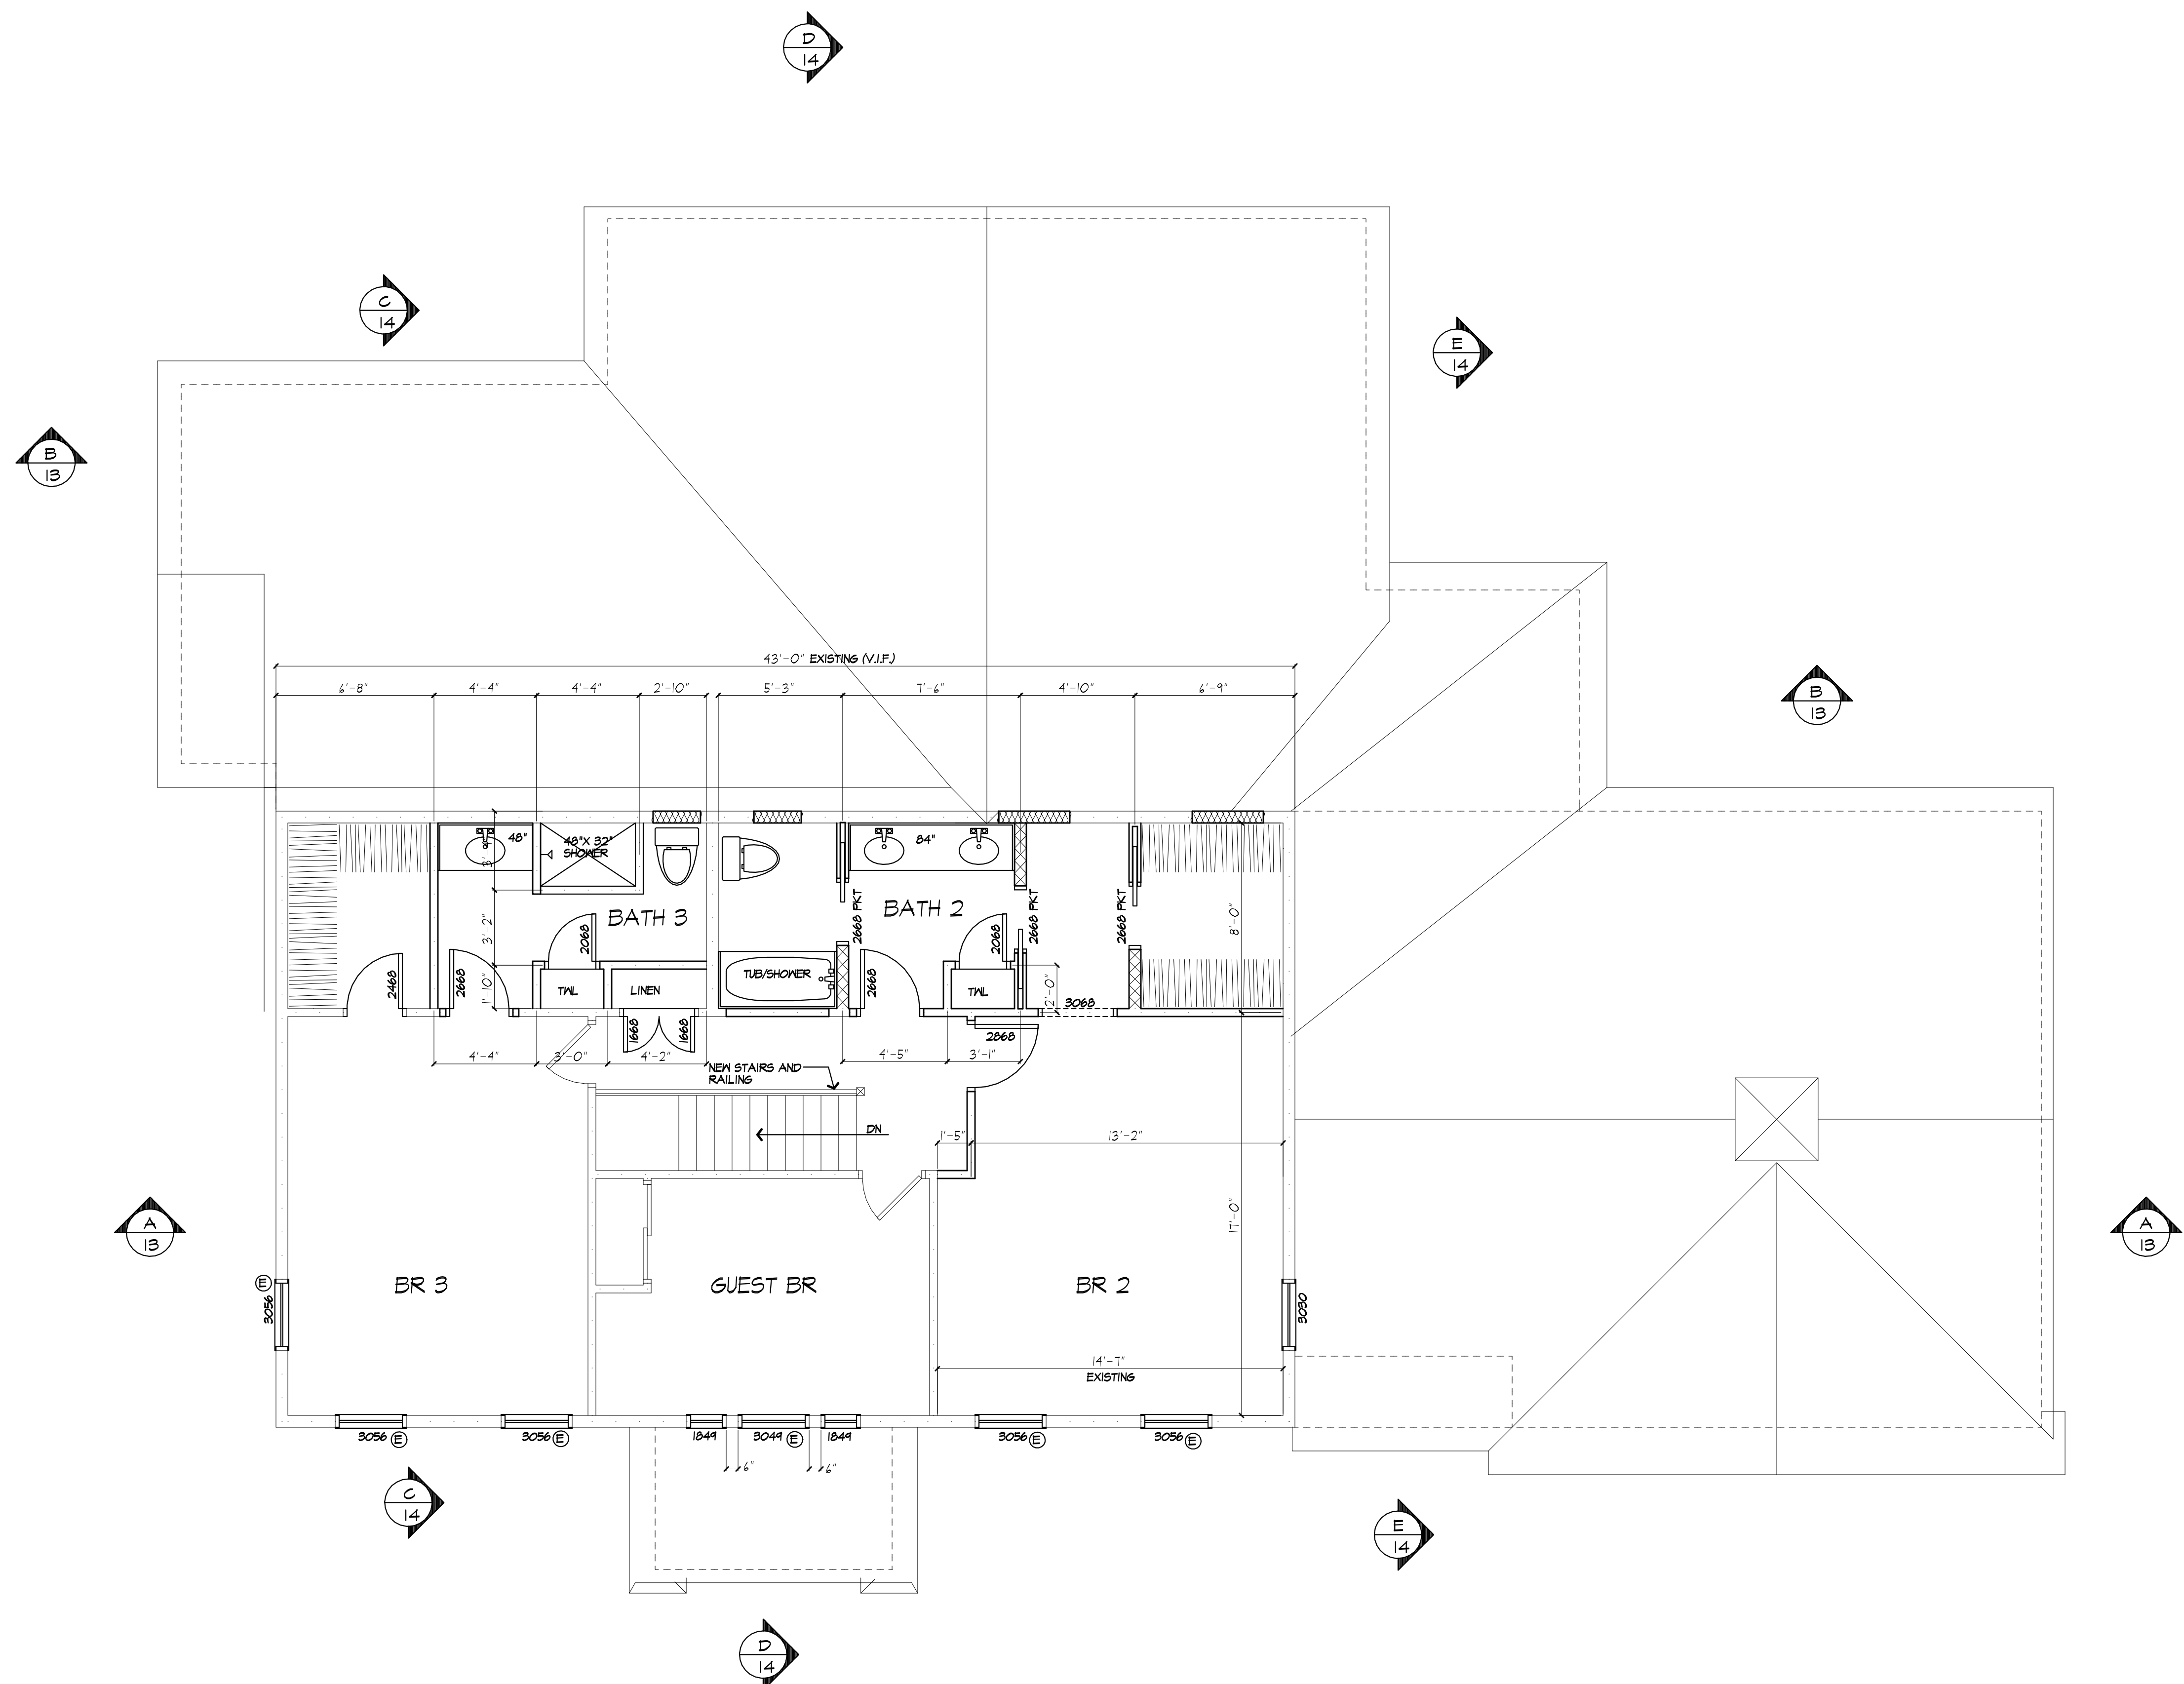 D
14
C
14
E
14
B
13
43'-0" EXISTING (V.I.F.)
B
13
6'-8"
4'-4"
4'-4"
2'-10"
5'-3"
7'-6"
4'-10"
6'-9"
48"
48"X 32"
SHOWER
84"
BATH 3
BATH 2
2668 PKT
2668 PKT
2668 PKT
3'-2"
8'-0"
2068
2068
2468
2668
TUB/SHOWER
2668
1'-10"
TWL
LINEN
TWL
2'-0"
3068
1668
1668
2868
4'-4"
3'-0"
4'-2"
4'-5"
3'-1"
NEW STAIRS AND
RAILING
DN
1'-5"
13'-2"
17'-0"
A
13
A
13
E
3056
BR 3
GUEST BR
BR 2
3030
14'-7"
EXISTING
3056 E
3056 E
1849
3049 E
1849
3056 E
3056 E
6"
6"
C
14
E
14
D
14